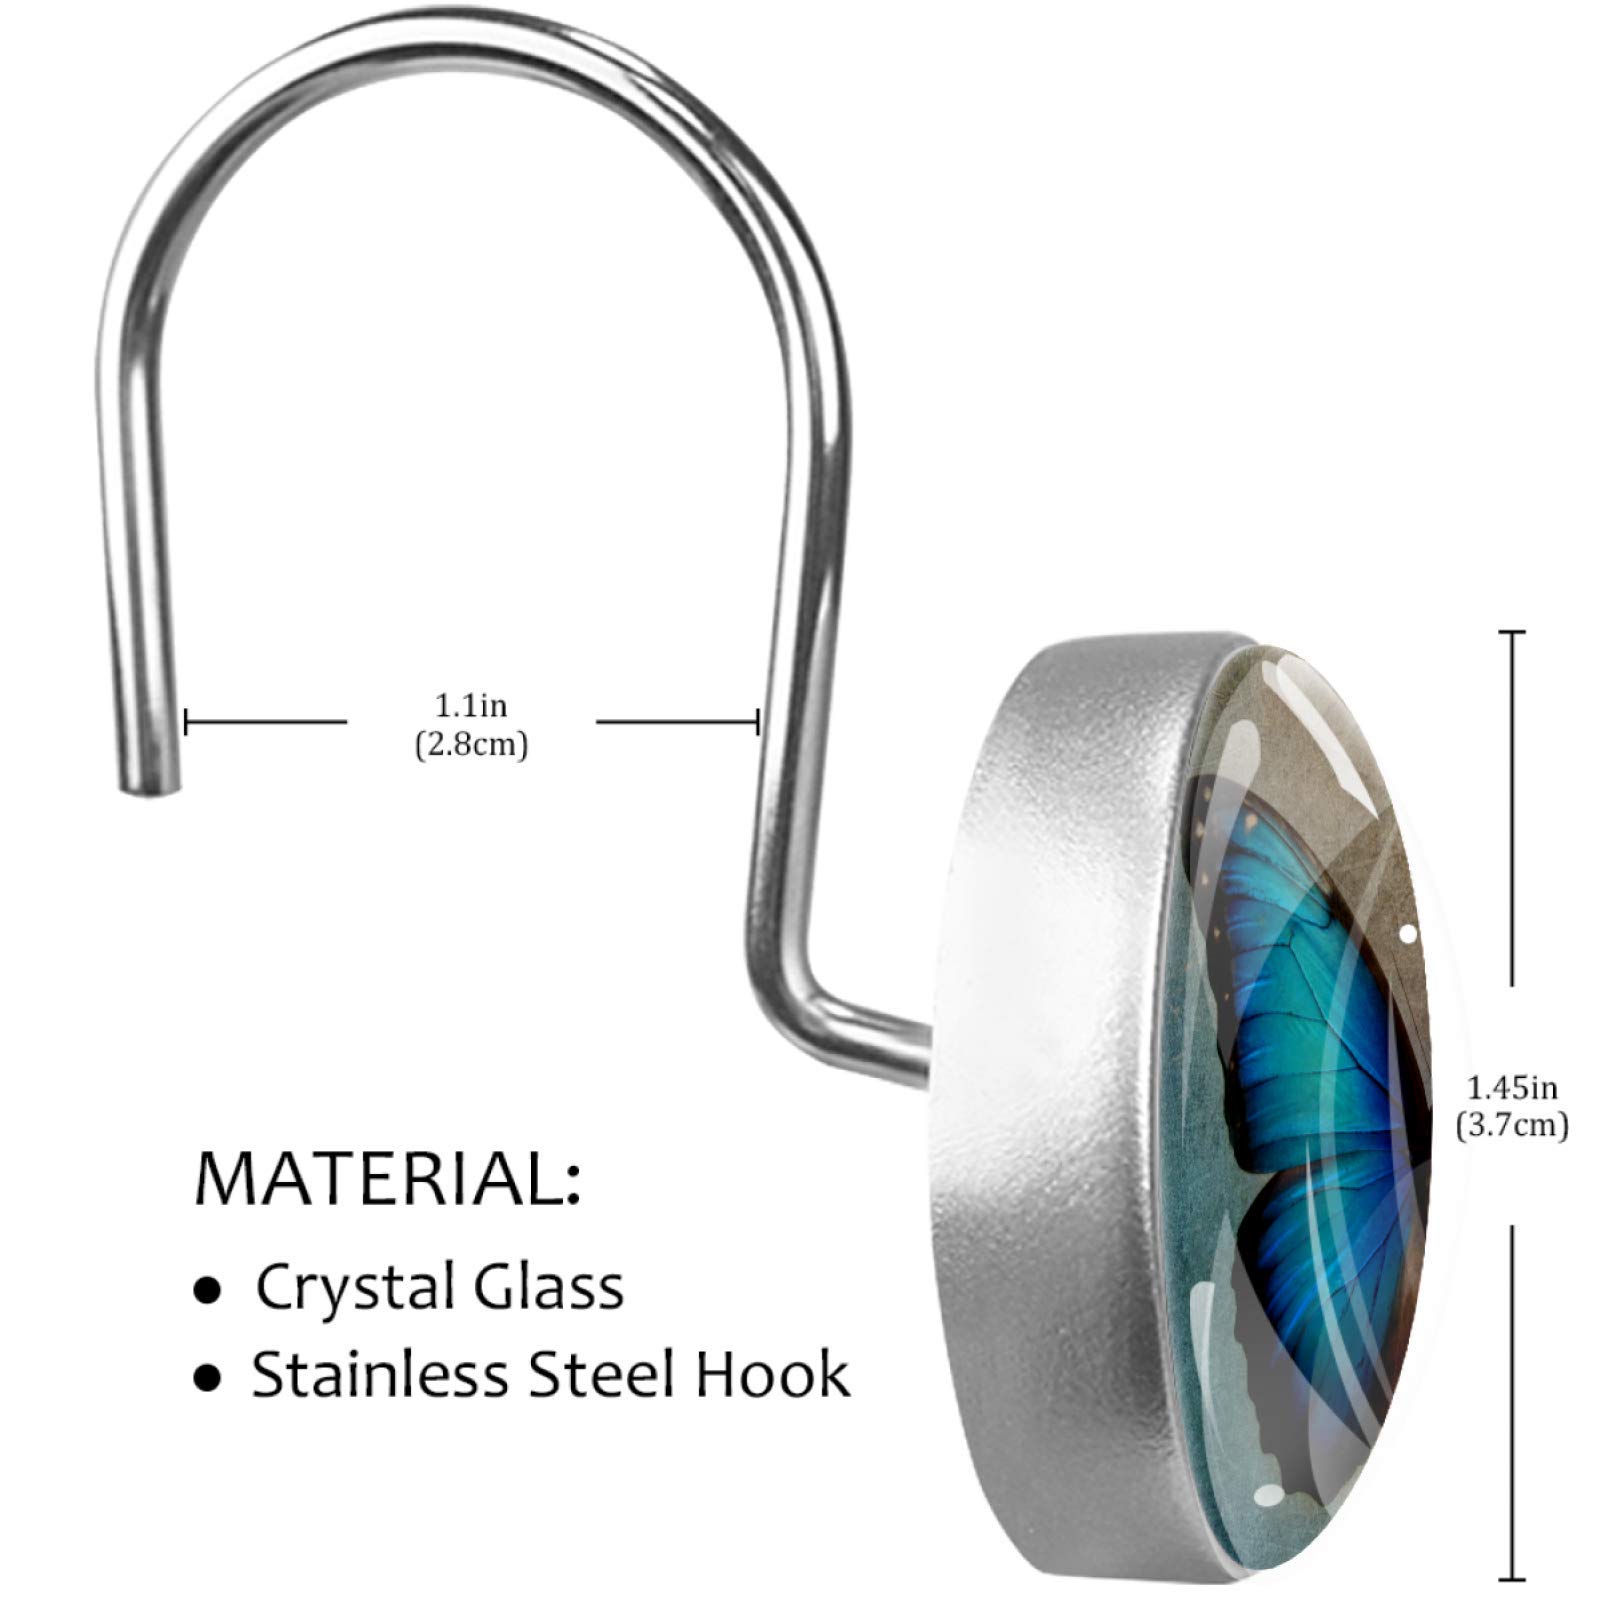 1.1in
(2.8cm)
1.45in
(3.7cm)
MATERIAL:
● Crystal Glass
● Stainless Steel Hook